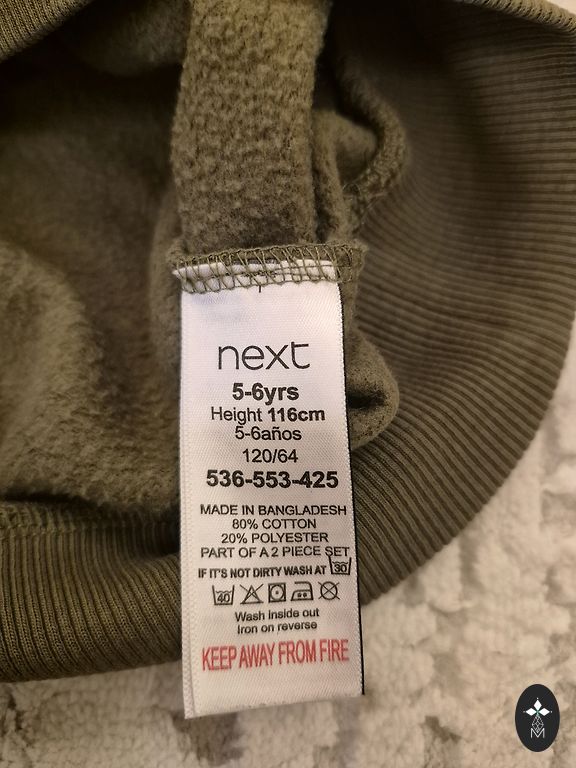 next
5-6yrs
Height 116cm
5-6años
120/64
536-553-425
MADE IN BANGLADESH
80% COTTON
20% POLYESTER
PART OF A 2 PIECE SET
IF IT'S NOT DIRTY WASH AT 30
40
Wash inside out
Iron on reverse
KEEP AWAY FROM FIRE
M